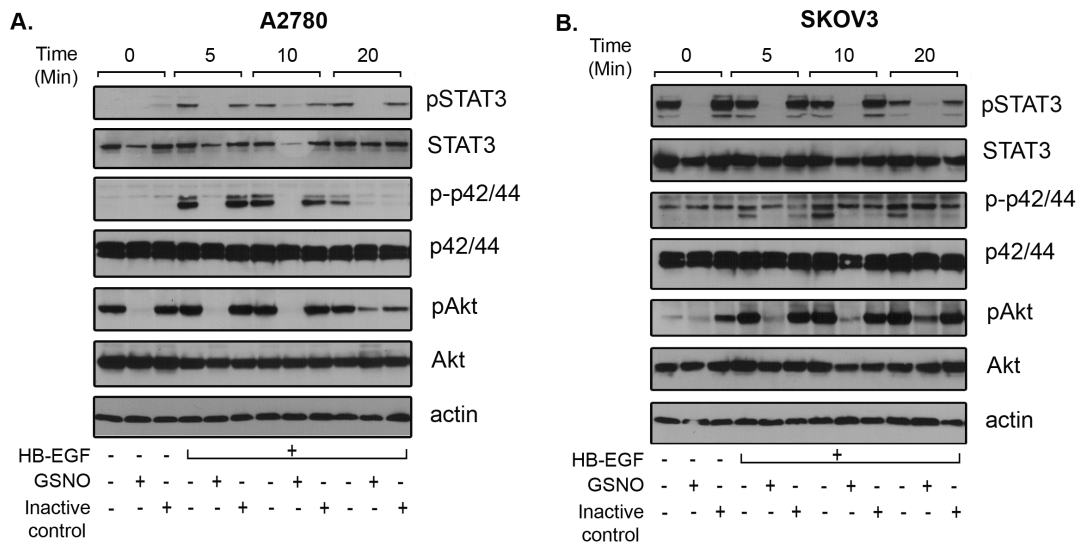 A.
A2780
Time
(Min)
0 5 10 20
pSTAT3
STAT3
p-p42/44
p42/44
pAkt
Akt
actin
HB-EGF - - - +
GSNO - + - - + - - + - - + -
Inactive
control - - + - - + - - + - - +
B.
SKOV3
Time
(Min)
0 5 10 20
pSTAT3
STAT3
p-p42/44
p42/44
pAkt
Akt
actin
HB-EGF - - - +
GSNO - + - - + - - + - - + -
Inactive
control - - + - - + - - + - - +